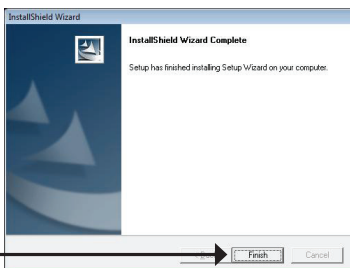 InstallShield Wizard
InstallShield Wizard Complete
Setup has finished installing Setup Wizard on your computer.
Finish
Cancel